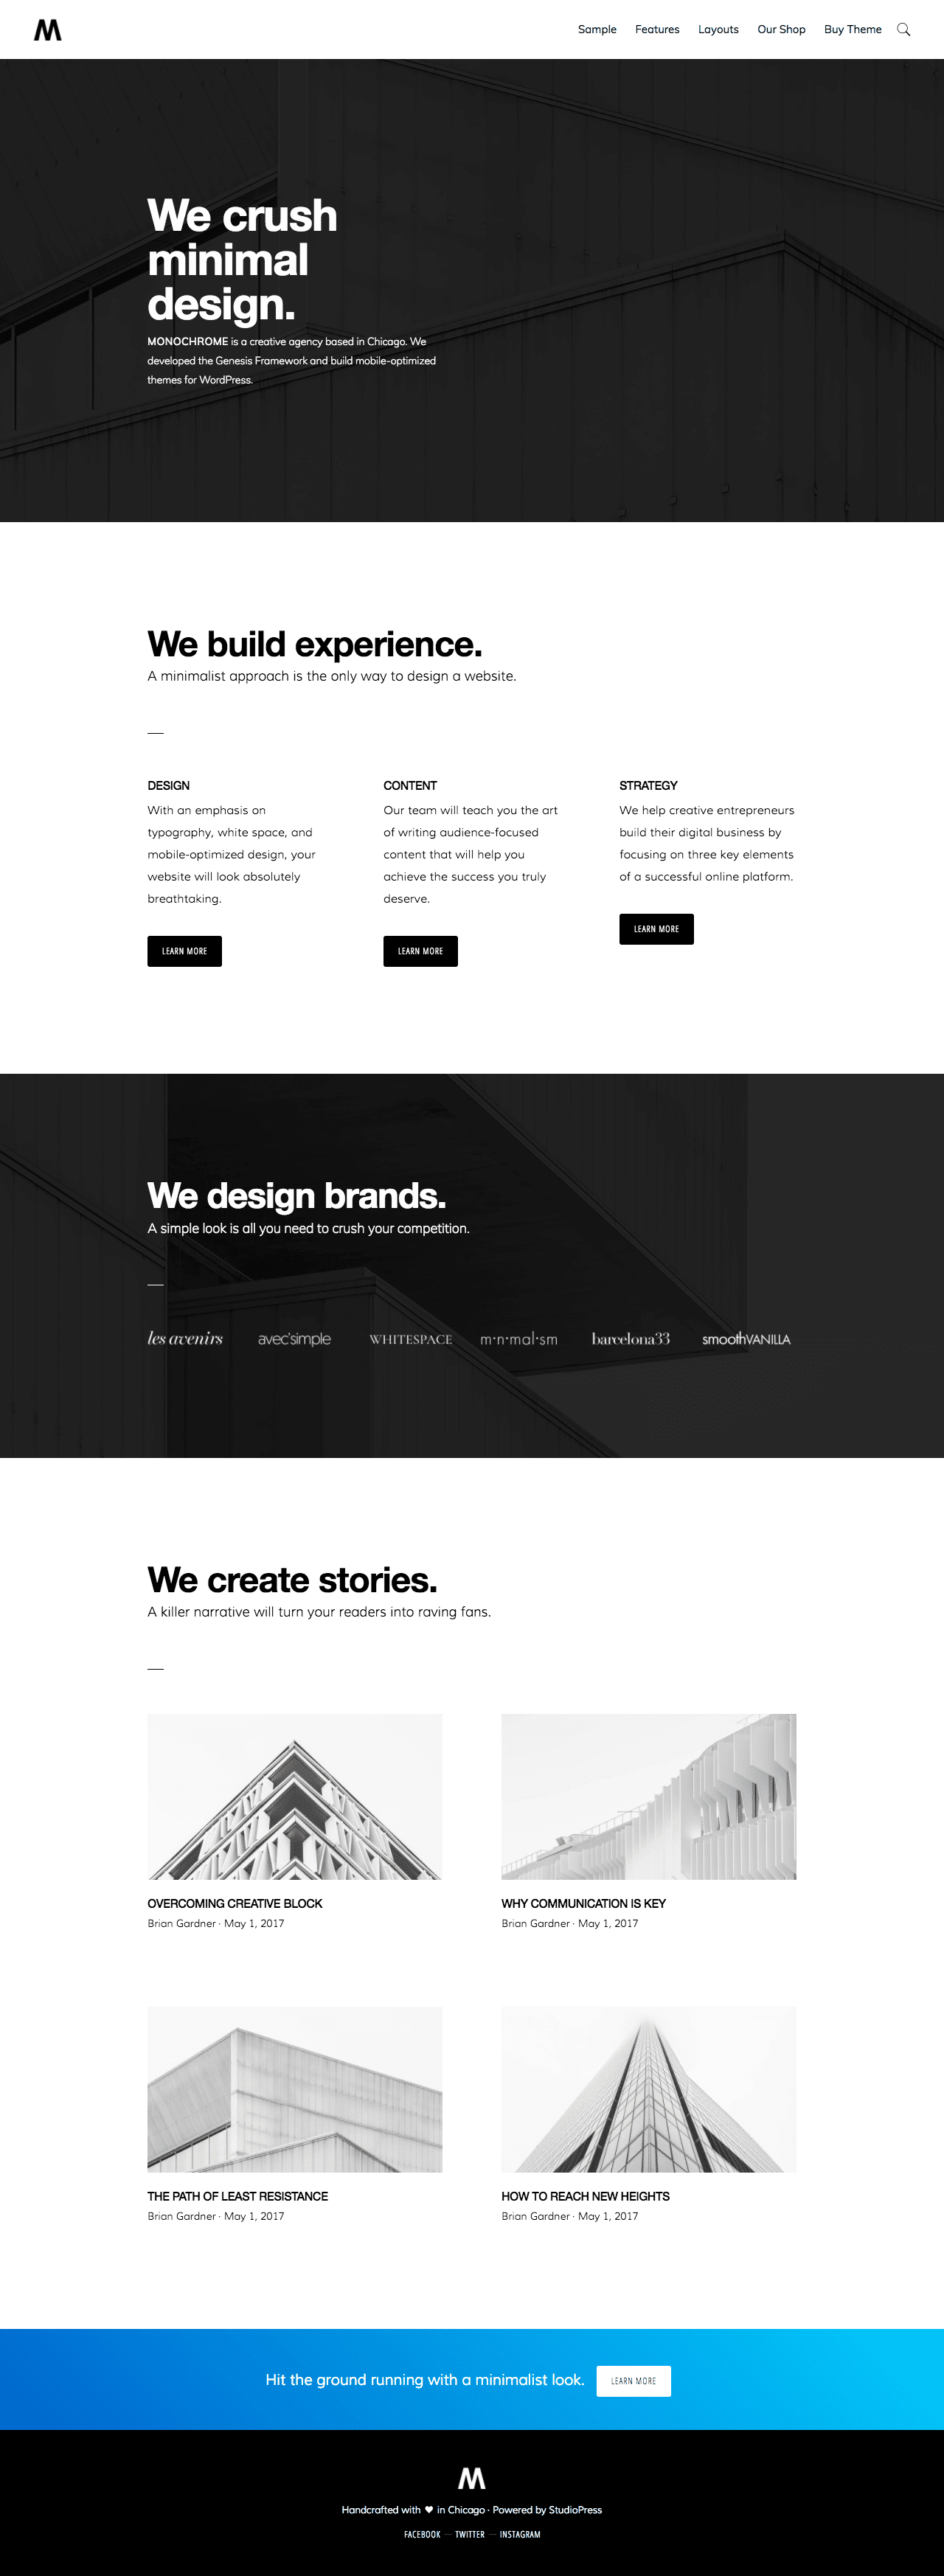 M
Sample Features Layouts Our Shop Buy Theme
We crush
minimal
design.
MONOCHROME is a creative agency based in Chicago. We
developed the Genesis Framework and build mobile-optimized
themes for WordPress.
We build experience.
A minimalist approach is the only way to design a website.
DESIGN
With an emphasis on
typography, white space, and
mobile-optimized design, your
website will look absolutely
breathtaking.
LEARN MORE
CONTENT
Our team will teach you the art
of writing audience-focused
content that will help you
achieve the success you truly
deserve.
LEARN MORE
STRATEGY
We help creative entrepreneurs
build their digital business by
focusing on three key elements
of a successful online platform.
LEARN MORE
We design brands.
A simple look is all you need to crush your competition.
les avenirs avec'simple WHITESPACE m·n·mal·sm barcelona33 smoothVANILLA
We create stories.
A killer narrative will turn your readers into raving fans.
OVERCOMING CREATIVE BLOCK
Brian Gardner · May 1, 2017
WHY COMMUNICATION IS KEY
Brian Gardner · May 1, 2017
THE PATH OF LEAST RESISTANCE
Brian Gardner · May 1, 2017
HOW TO REACH NEW HEIGHTS
Brian Gardner · May 1, 2017
Hit the ground running with a minimalist look. LEARN MORE
M
Handcrafted with ♥ in Chicago · Powered by StudioPress
FACEBOOK — TWITTER — INSTAGRAM